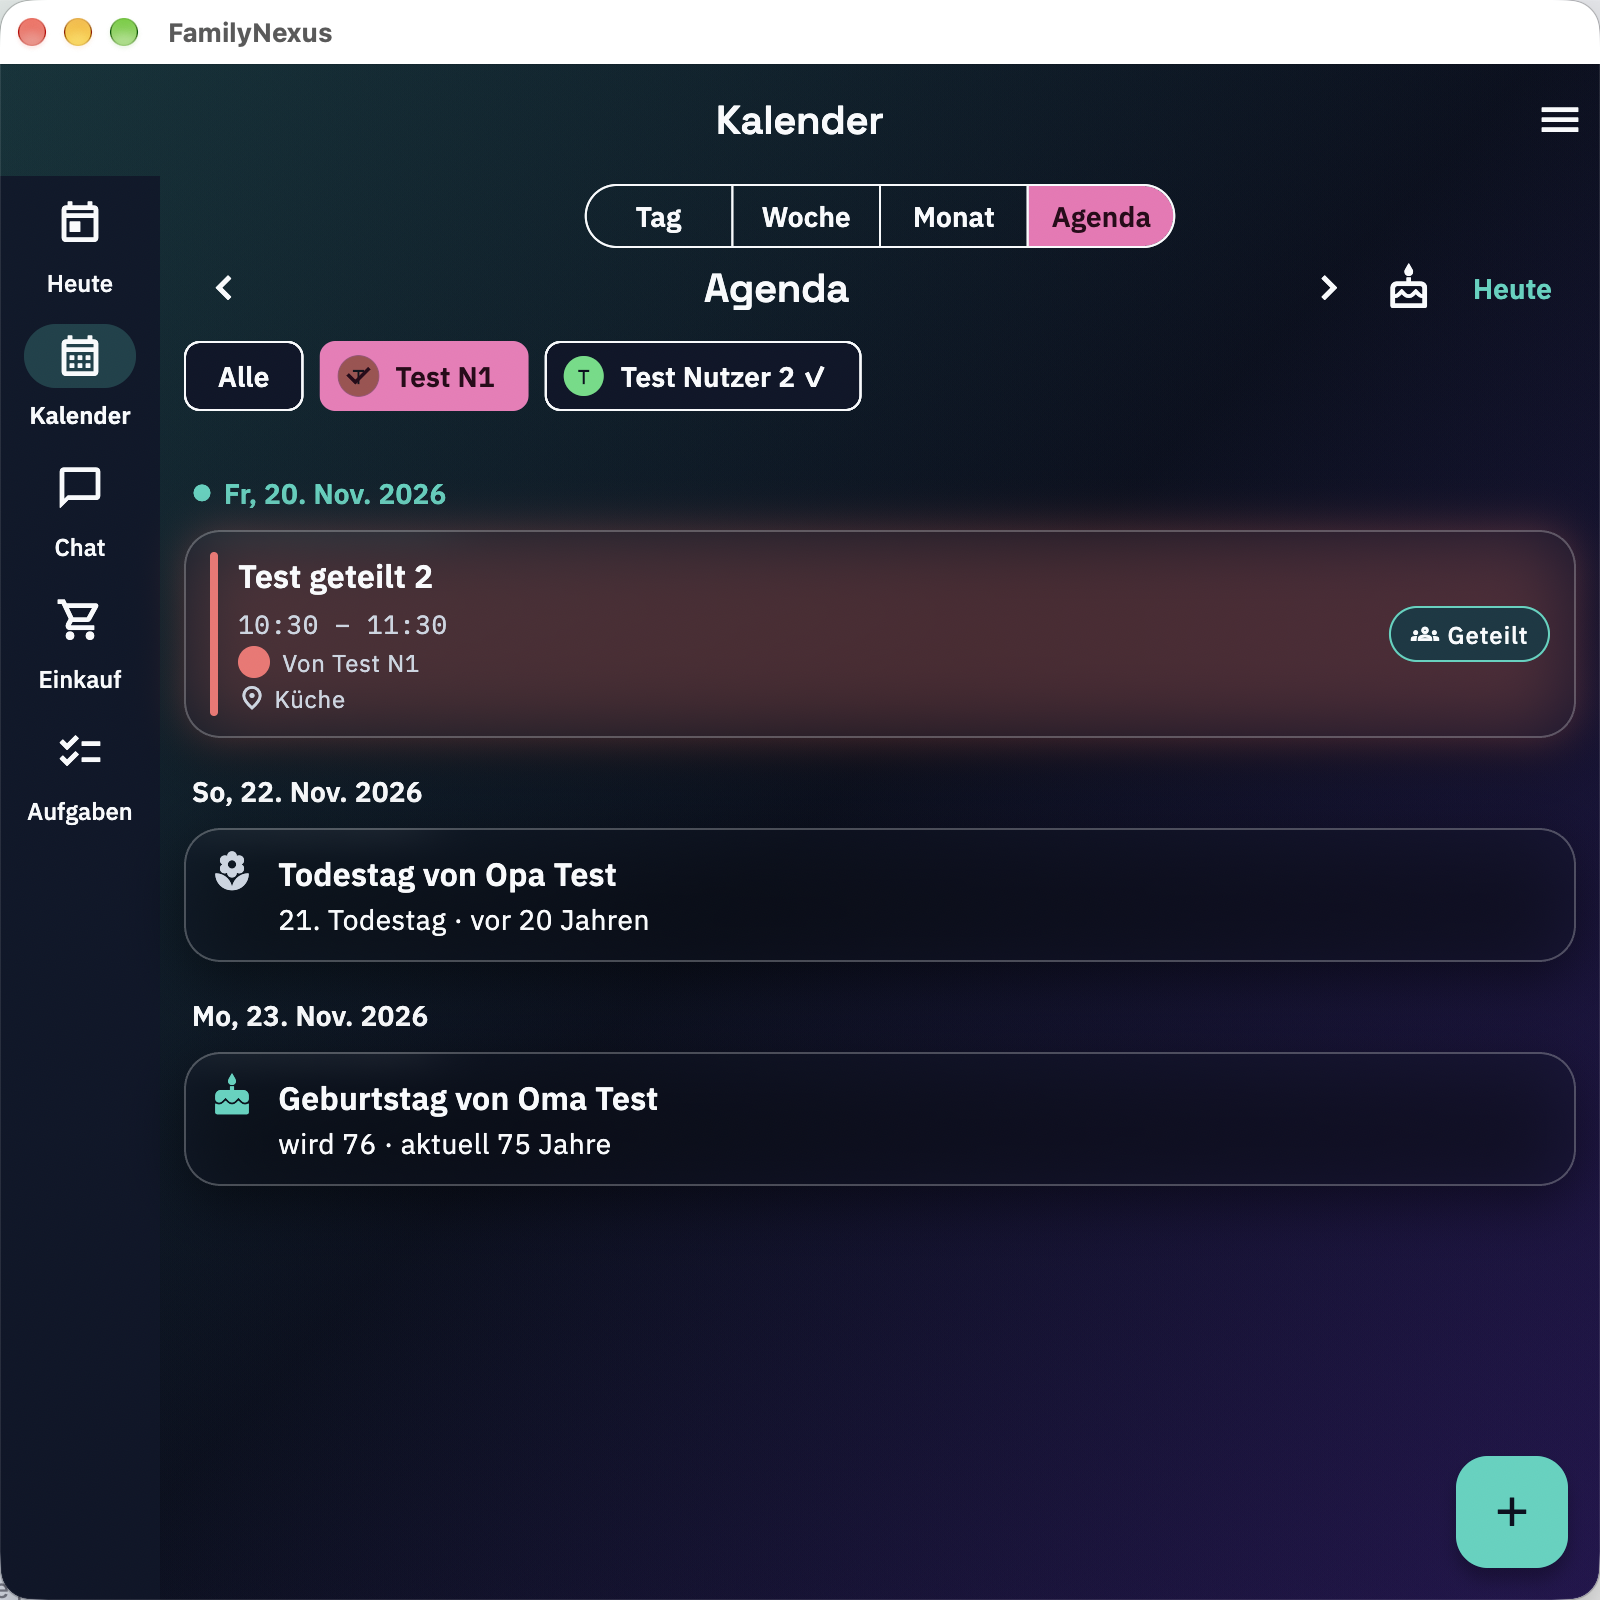 FamilyNexus
Kalender
Heute
Kalender
Chat
Einkauf
Aufgaben
Tag Woche Monat Agenda
Agenda
Heute
Alle
T Test N1
T Test Nutzer 2 ✓
Fr, 20. Nov. 2026
Test geteilt 2
10:30 – 11:30
Von Test N1
Küche
Geteilt
So, 22. Nov. 2026
Todestag von Opa Test
21. Todestag · vor 20 Jahren
Mo, 23. Nov. 2026
Geburtstag von Oma Test
wird 76 · aktuell 75 Jahre
+